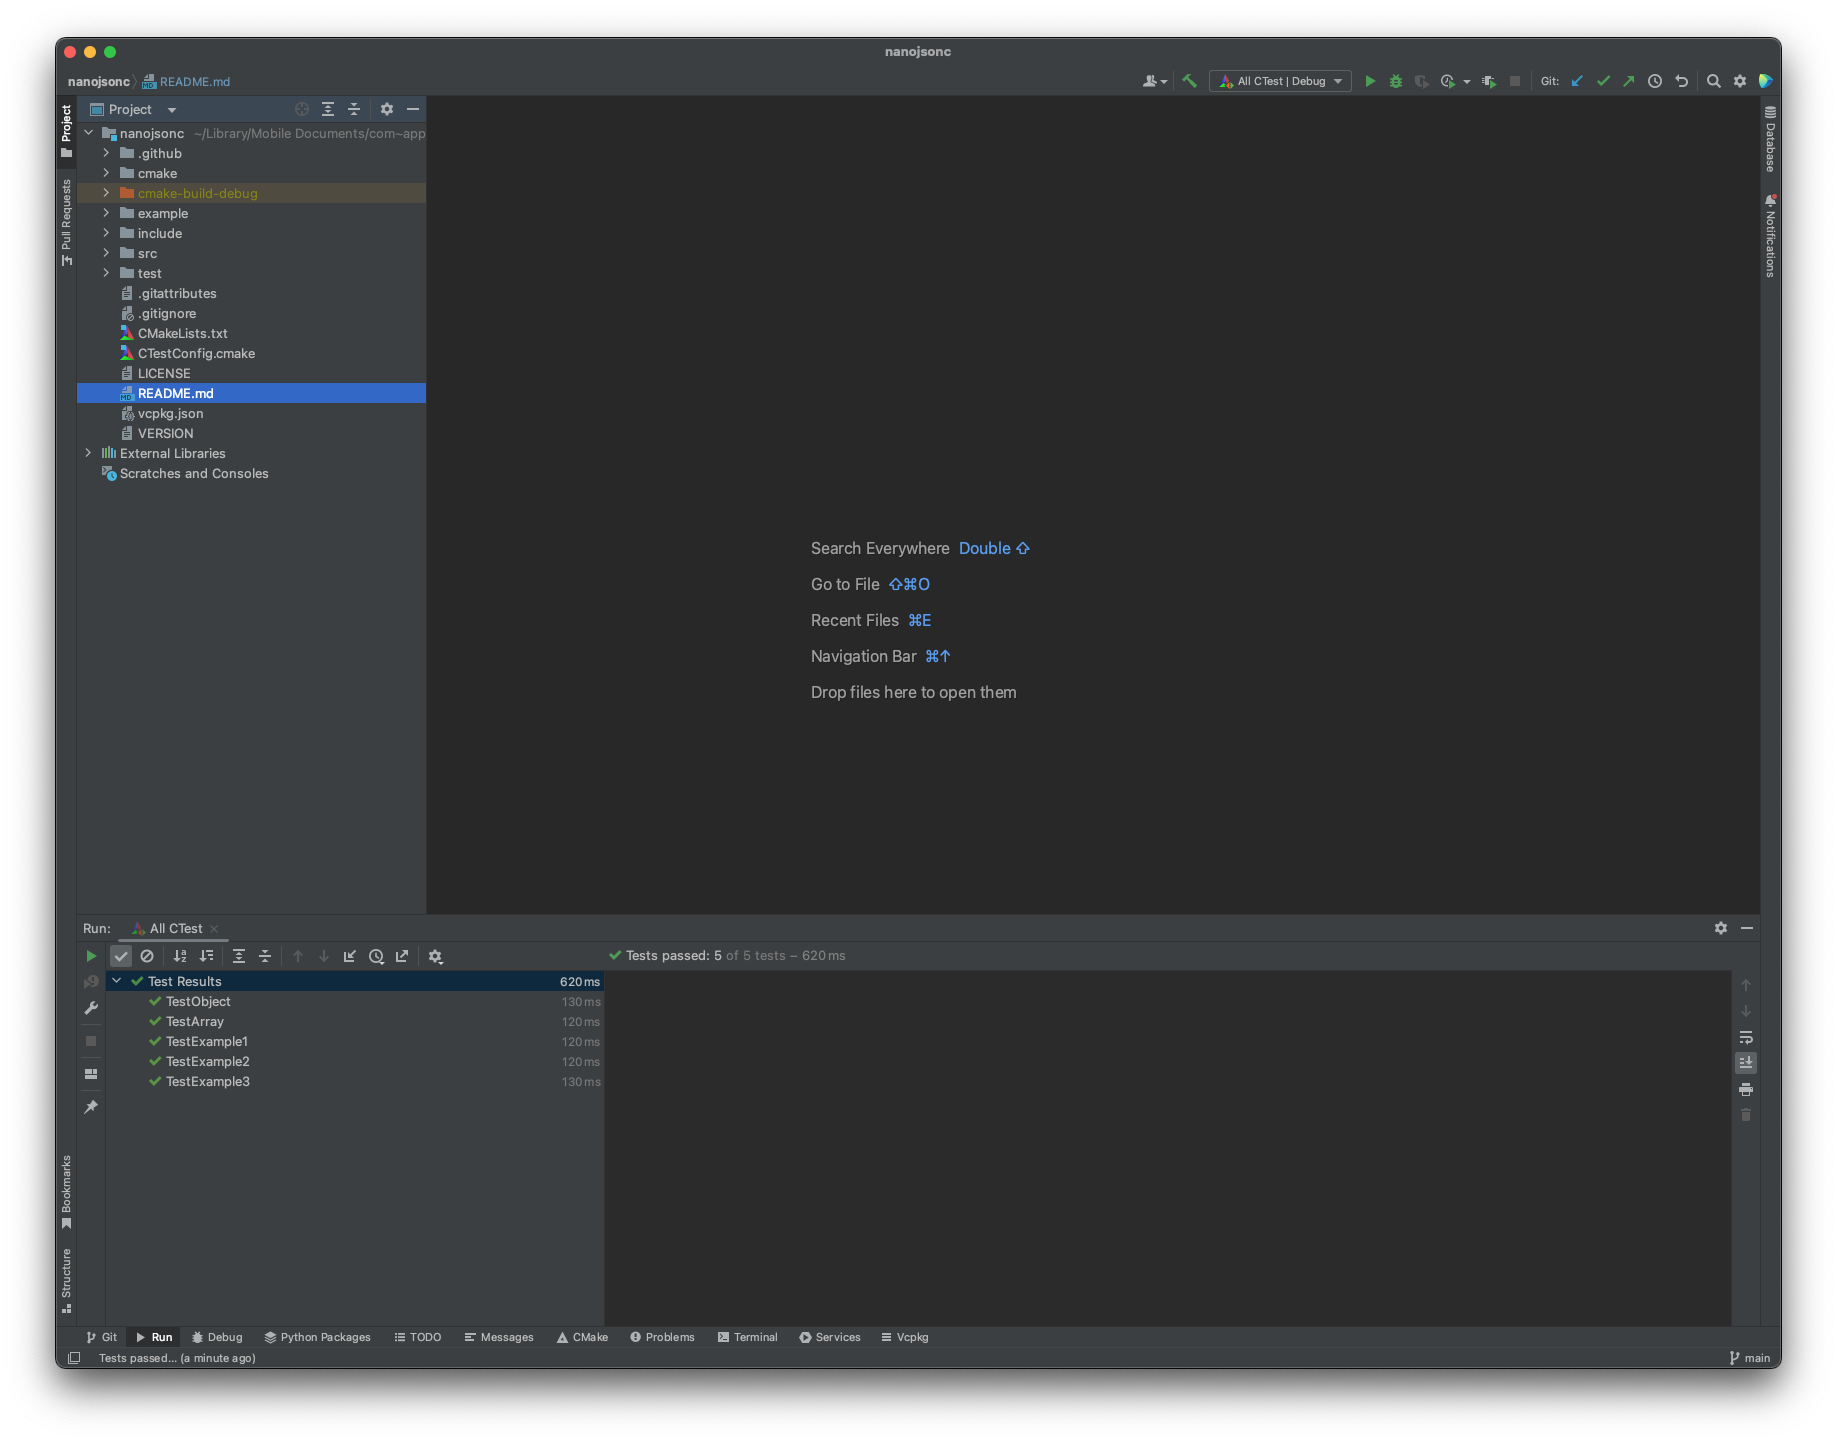 nanojsonc
nanojsonc README.md
All CTest | Debug
Git:
Project
nanojsonc ~/Library/Mobile Documents/com~app
.github
cmake
cmake-build-debug
example
include
src
test
.gitattributes
.gitignore
CMakeLists.txt
CTestConfig.cmake
LICENSE
README.md
vcpkg.json
VERSION
External Libraries
Scratches and Consoles
Project
Pull Requests
Bookmarks
Structure
Database
Notifications
Search Everywhere Double ⇧
Go to File ⇧⌘O
Recent Files ⌘E
Navigation Bar ⌘↑
Drop files here to open them
Run: All CTest
Tests passed: 5 of 5 tests – 620 ms
Test Results 620 ms
TestObject 130 ms
TestArray 120 ms
TestExample1 120 ms
TestExample2 120 ms
TestExample3 130 ms
Git Run Debug Python Packages TODO Messages CMake Problems Services Vcpkg
Tests passed... (a minute ago)
main